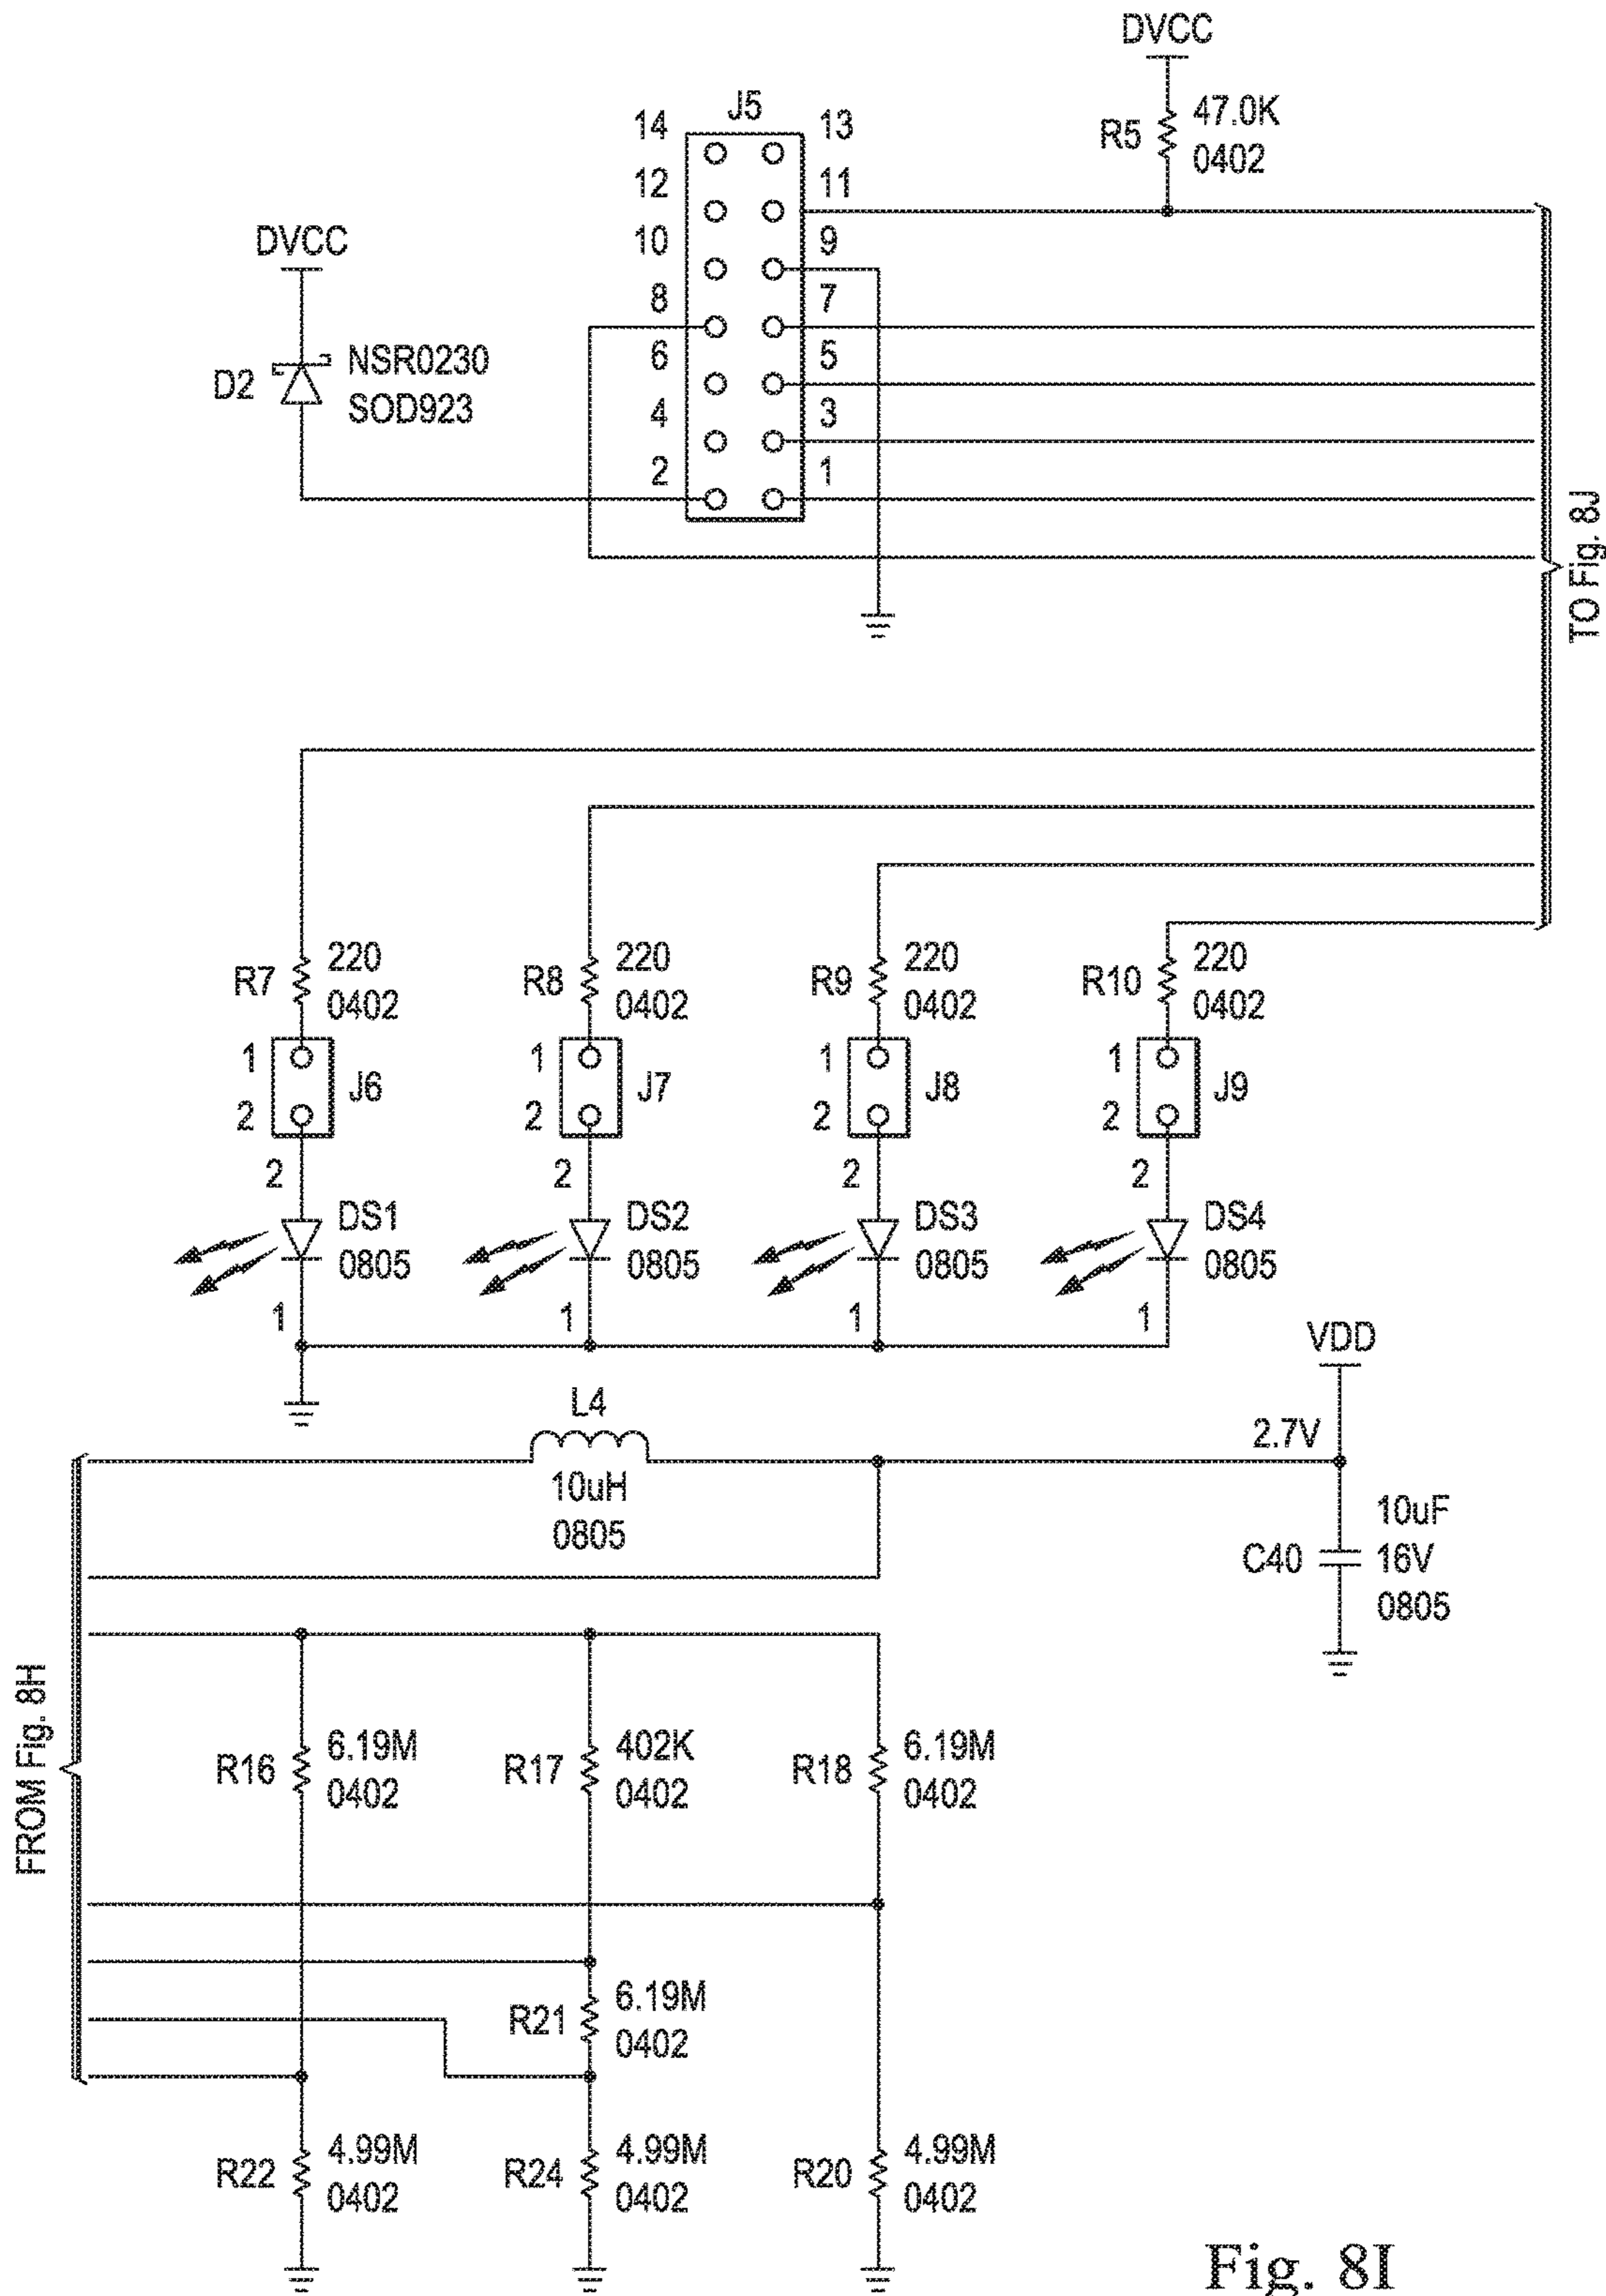 DVCC
J5
14
13
R5
47.0K
0402
12
11
10
9
DVCC
8
7
6
5
D2
NSR0230
SOD923
4
3
2
1
TO Fig. 8J
R7
220
0402
R8
220
0402
R9
220
0402
R10
220
0402
1
2
J6
1
2
J7
1
2
J8
1
2
J9
2
DS1
0805
1
2
DS2
0805
1
2
DS3
0805
1
2
DS4
0805
1
VDD
L4
10uH
0805
2.7V
C40
10uF
16V
0805
FROM Fig. 8H
R16
6.19M
0402
R17
402K
0402
R18
6.19M
0402
R21
6.19M
0402
R22
4.99M
0402
R24
4.99M
0402
R20
4.99M
0402
Fig. 8I